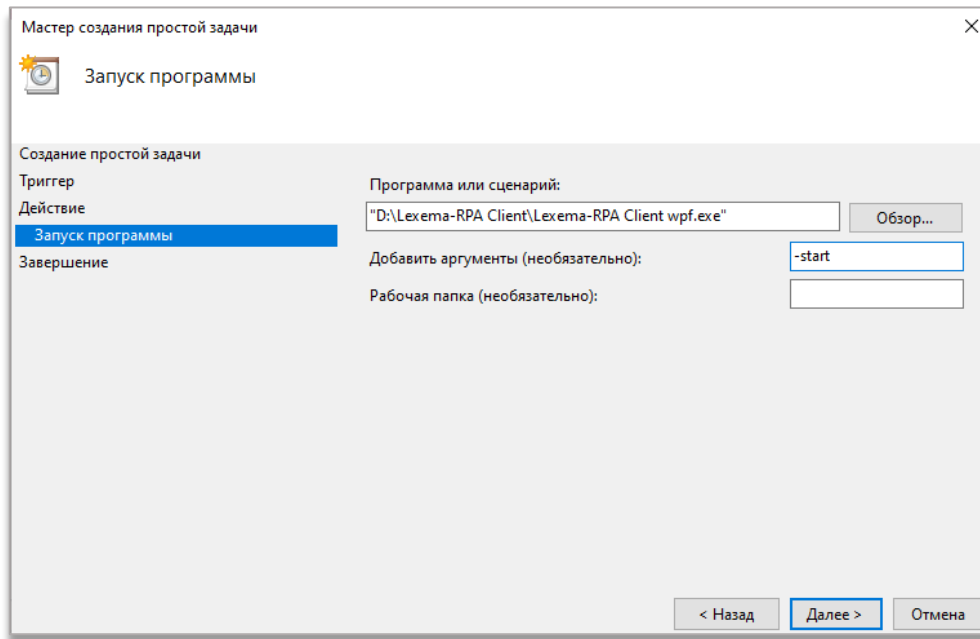 Мастер создания простой задачи
Запуск программы
Создание простой задачи
Триггер
Действие
Запуск программы
Завершение
Программа или сценарий:
"D:\Lexema-RPA Client\Lexema-RPA Client wpf.exe"
Обзор...
Добавить аргументы (необязательно):
-start
Рабочая папка (необязательно):
< Назад
Далее >
Отмена